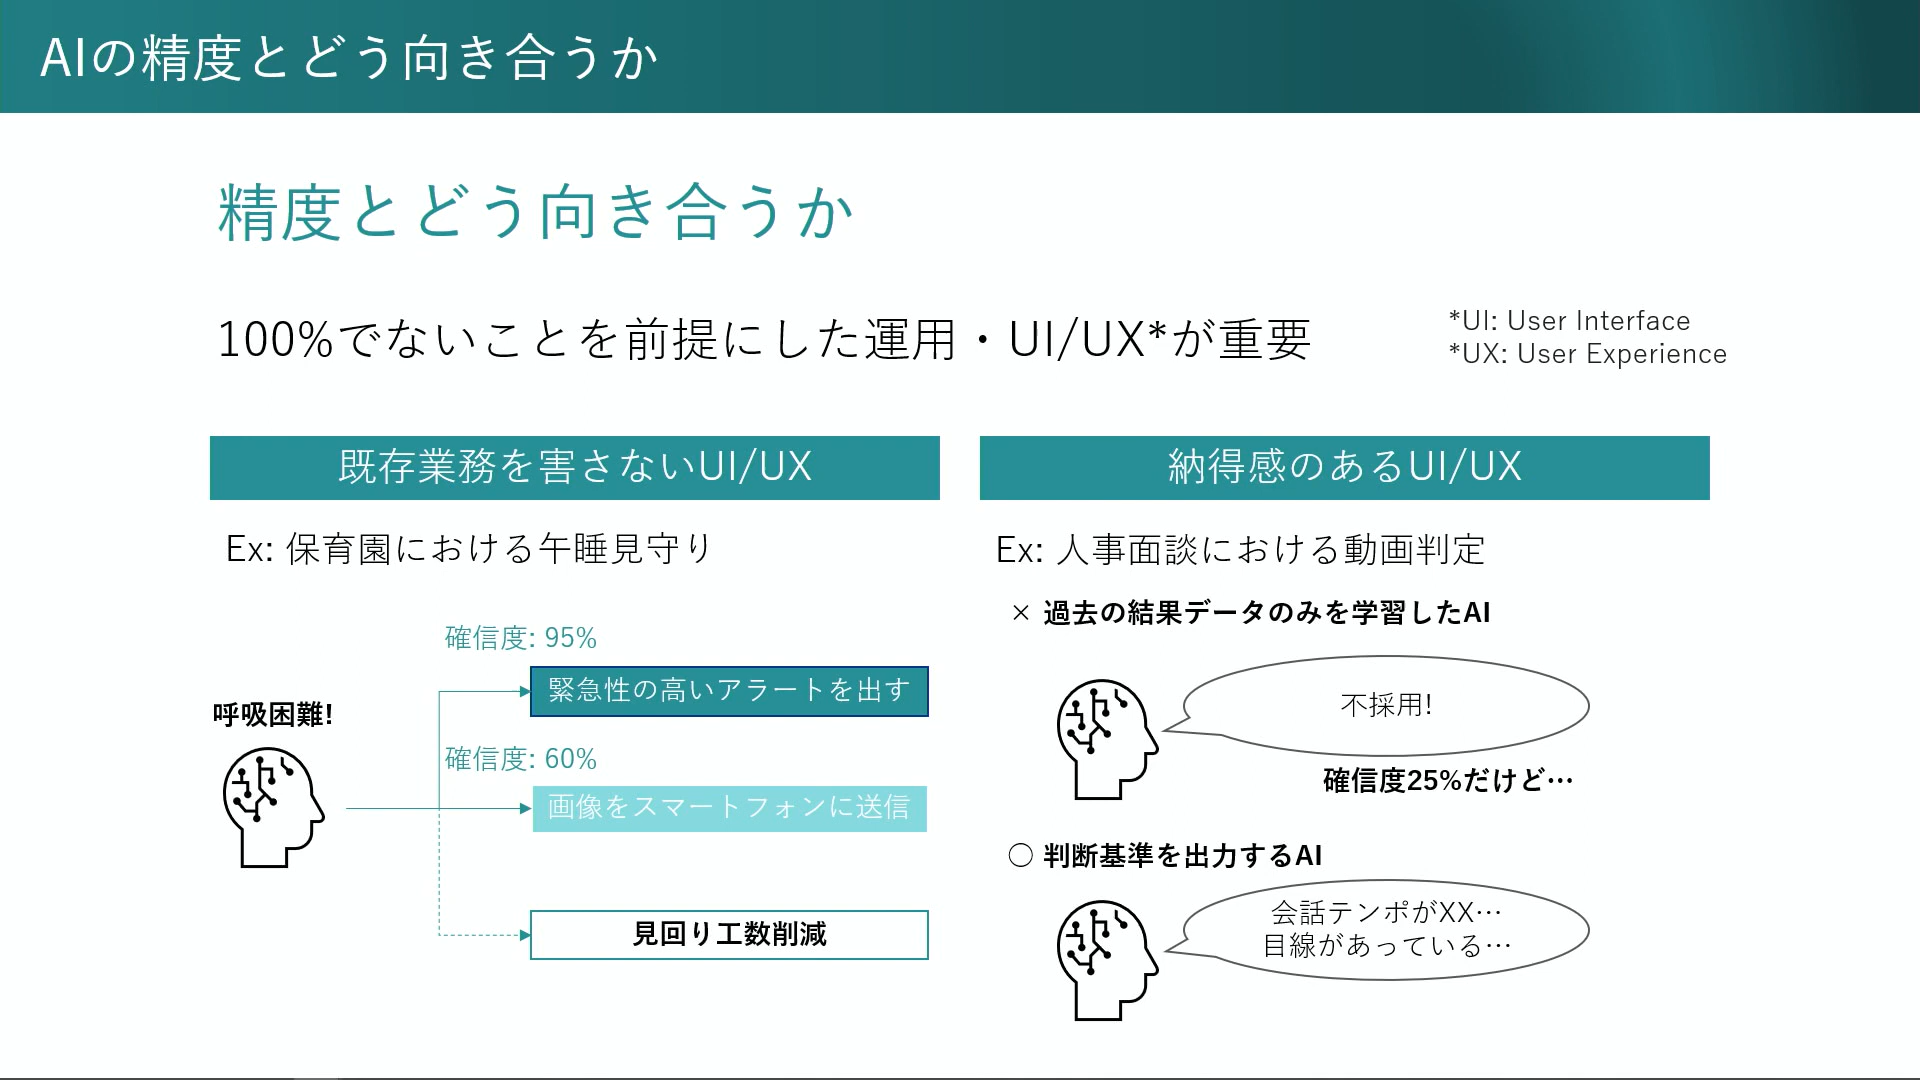 AIの精度とどう向き合うか
精度とどう向き合うか
100%でないことを前提にした運用・UI/UX*が重要
*UI: User Interface
*UX: User Experience
既存業務を害さないUI/UX
Ex: 保育園における午睡見守り
確信度: 95%
緊急性の高いアラートを出す
呼吸困難!
確信度: 60%
画像をスマートフォンに送信
見回り工数削減
納得感のあるUI/UX
Ex: 人事面談における動画判定
× 過去の結果データのみを学習したAI
不採用!
確信度25%だけど…
○ 判断基準を出力するAI
会話テンポがXX…
目線があっている…